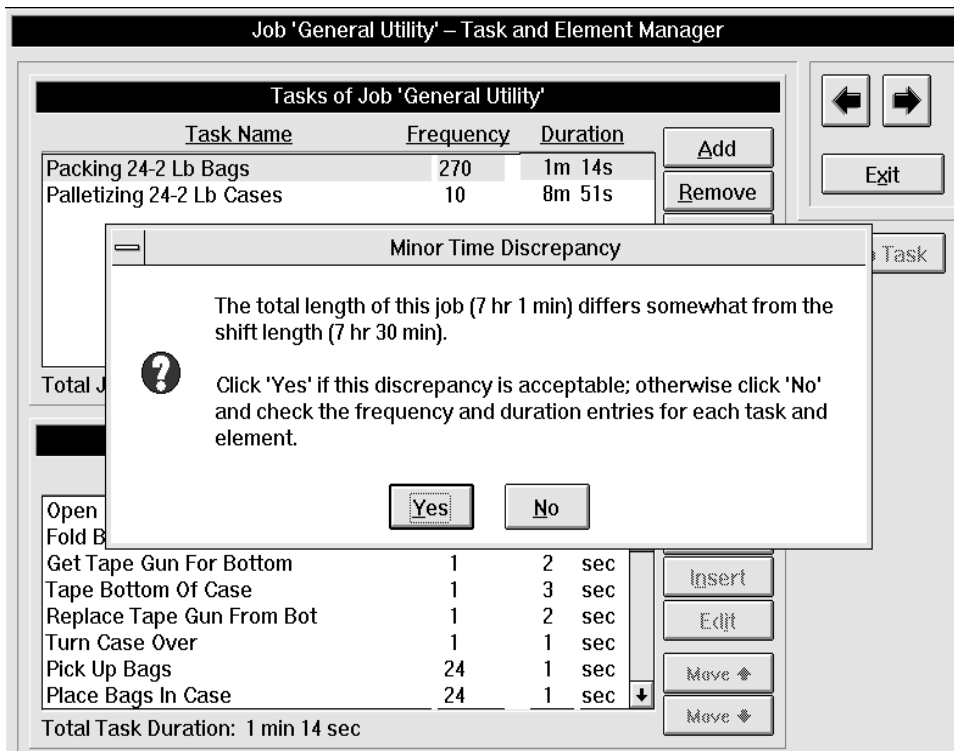 Job 'General Utility' – Task and Element Manager
Tasks of Job 'General Utility'
Task Name Frequency Duration
Packing 24-2 Lb Bags 270 1m 14s
Palletizing 24-2 Lb Cases 10 8m 51s
Add
Remove
Exit
Task
Minor Time Discrepancy
The total length of this job (7 hr 1 min) differs somewhat from the
shift length (7 hr 30 min).
Click 'Yes' if this discrepancy is acceptable; otherwise click 'No'
and check the frequency and duration entries for each task and
element.
Yes No
Total J
Open
Fold B
Get Tape Gun For Bottom 1 2 sec
Tape Bottom Of Case 1 3 sec
Replace Tape Gun From Bot 1 2 sec
Turn Case Over 1 1 sec
Pick Up Bags 24 1 sec
Place Bags In Case 24 1 sec
Insert
Edit
Move
Move
Total Task Duration: 1 min 14 sec